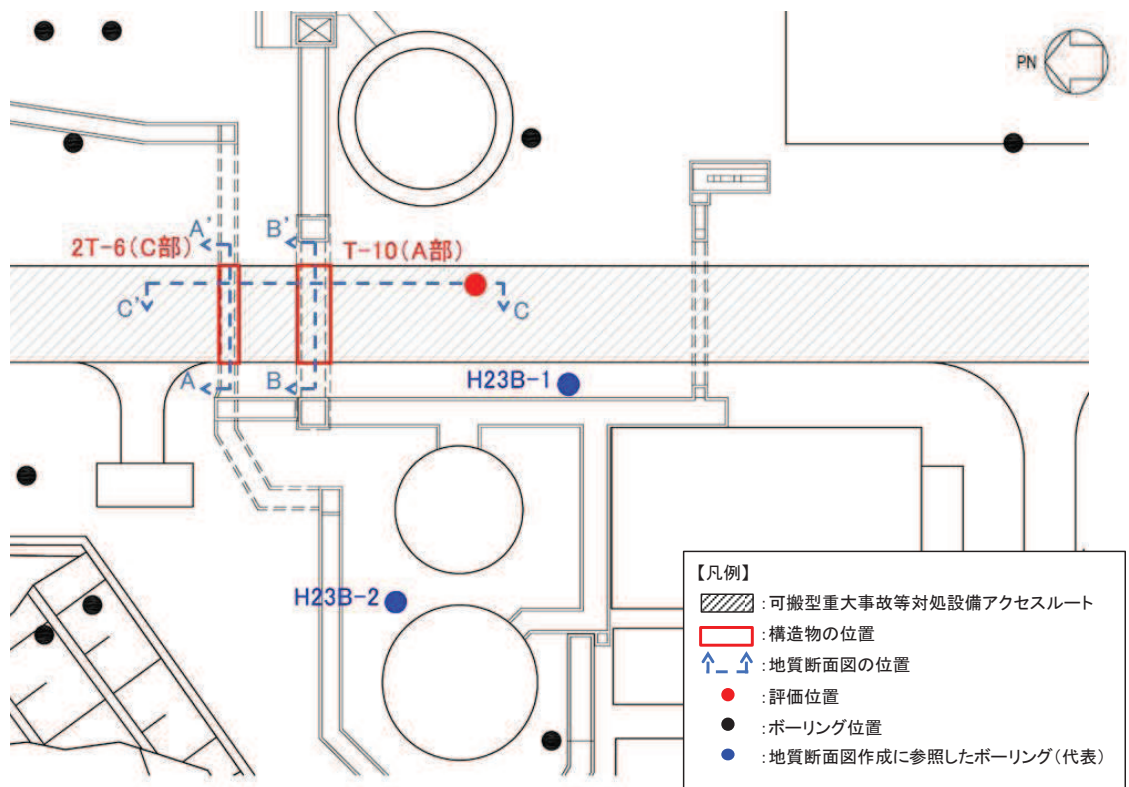 PN
A'
B'
2T-6(C部)
T-10(A部)
C'
C
A
B
H23B-1
H23B-2
【凡例】
:可搬型重大事故等対処設備アクセスルート
:構造物の位置
:地質断面図の位置
:評価位置
:ボーリング位置
:地質断面図作成に参照したボーリング(代表)